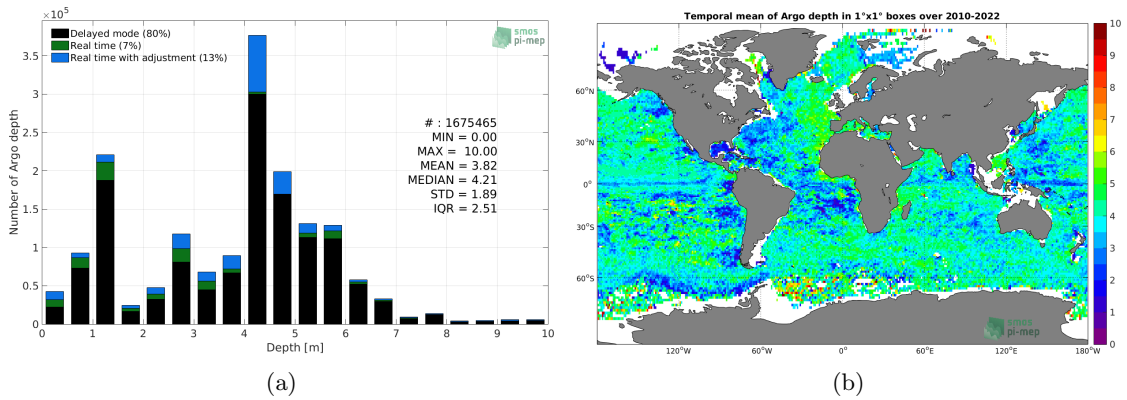 ×10⁵
Delayed mode (80%)
Real time (7%)
Real time with adjustment (13%)
smos
pi-mep
3.5
3
2.5
2
1.5
1
0.5
0
Number of Argo depth
# : 1675465
MIN = 0.00
MAX = 10.00
MEAN = 3.82
MEDIAN = 4.21
STD = 1.89
IQR = 2.51
0 1 2 3 4 5 6 7 8 9 10
Depth [m]
(a)
Temporal mean of Argo depth in 1°x1° boxes over 2010-2022
60°N
30°N
0°
30°S
60°S
120°W 60°W 0° 60°E 120°E 180°W
smos
pi-mep
10
9
8
7
6
5
4
3
2
1
0
(b)